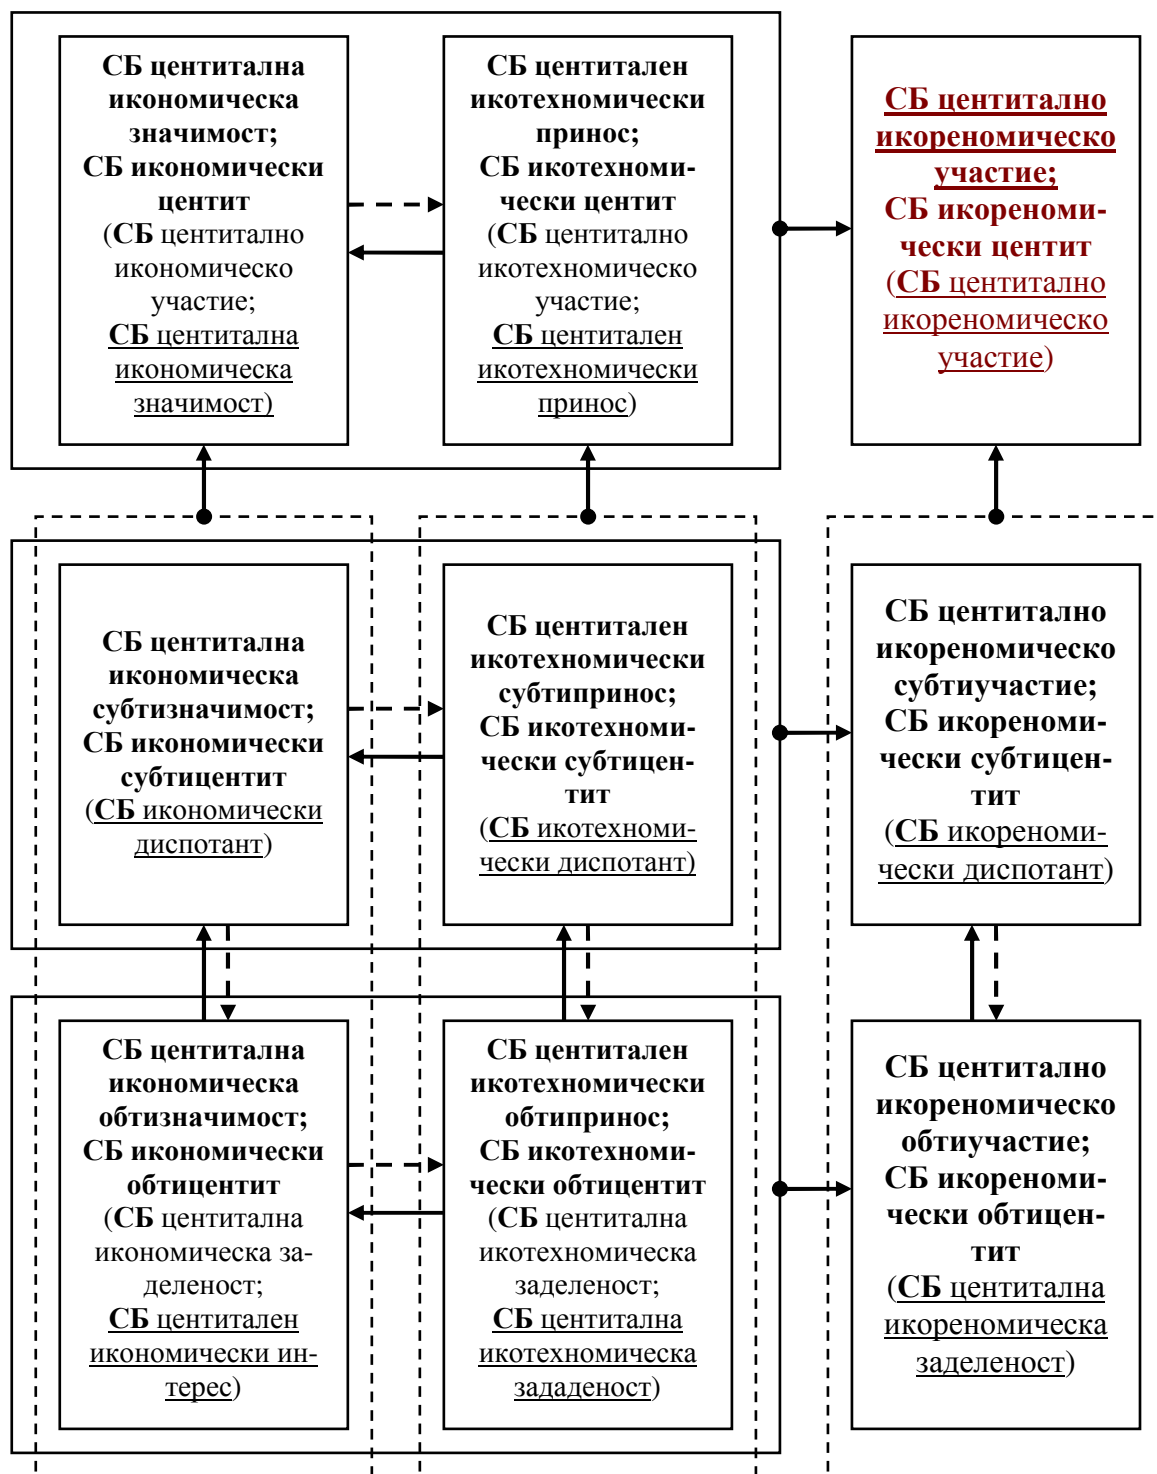 СБ центитална
икономическа
значимост;
СБ икономически
центит
(СБ центитално
икономическо
участие;
СБ центитална
икономическа
значимост)
СБ центитален
икотехномически
принос;
СБ икотехноми-
чески центит
(СБ центитално
икотехномическо
участие;
СБ центитален
икотехномически
принос)
СБ центитално
икореномическо
участие;
СБ икореноми-
чески центит
(СБ центитално
икореномическо
участие)
СБ центитална
икономическа
субтизначимост;
СБ икономически
субтицентит
(СБ икономически
диспотант)
СБ центитален
икотехномически
субтипринос;
СБ икотехноми-
чески субтицен-
тит
(СБ икотехноми-
чески диспотант)
СБ центитално
икореномическо
субтиучастие;
СБ икореноми-
чески субтицен-
тит
(СБ икореноми-
чески диспотант)
СБ центитална
икономическа
обтизначимост;
СБ икономически
обтицентит
(СБ центитална
икономическа за-
деленост;
СБ центитален
икономически ин-
терес)
СБ центитален
икотехномически
обтипринос;
СБ икотехноми-
чески обтицентит
(СБ центитална
икотехномическа
заделеност;
СБ центитална
икотехномическа
зададеност)
СБ центитално
икореномическо
обтиучастие;
СБ икореноми-
чески обтицен-
тит
(СБ центитална
икореномическа
заделеност)